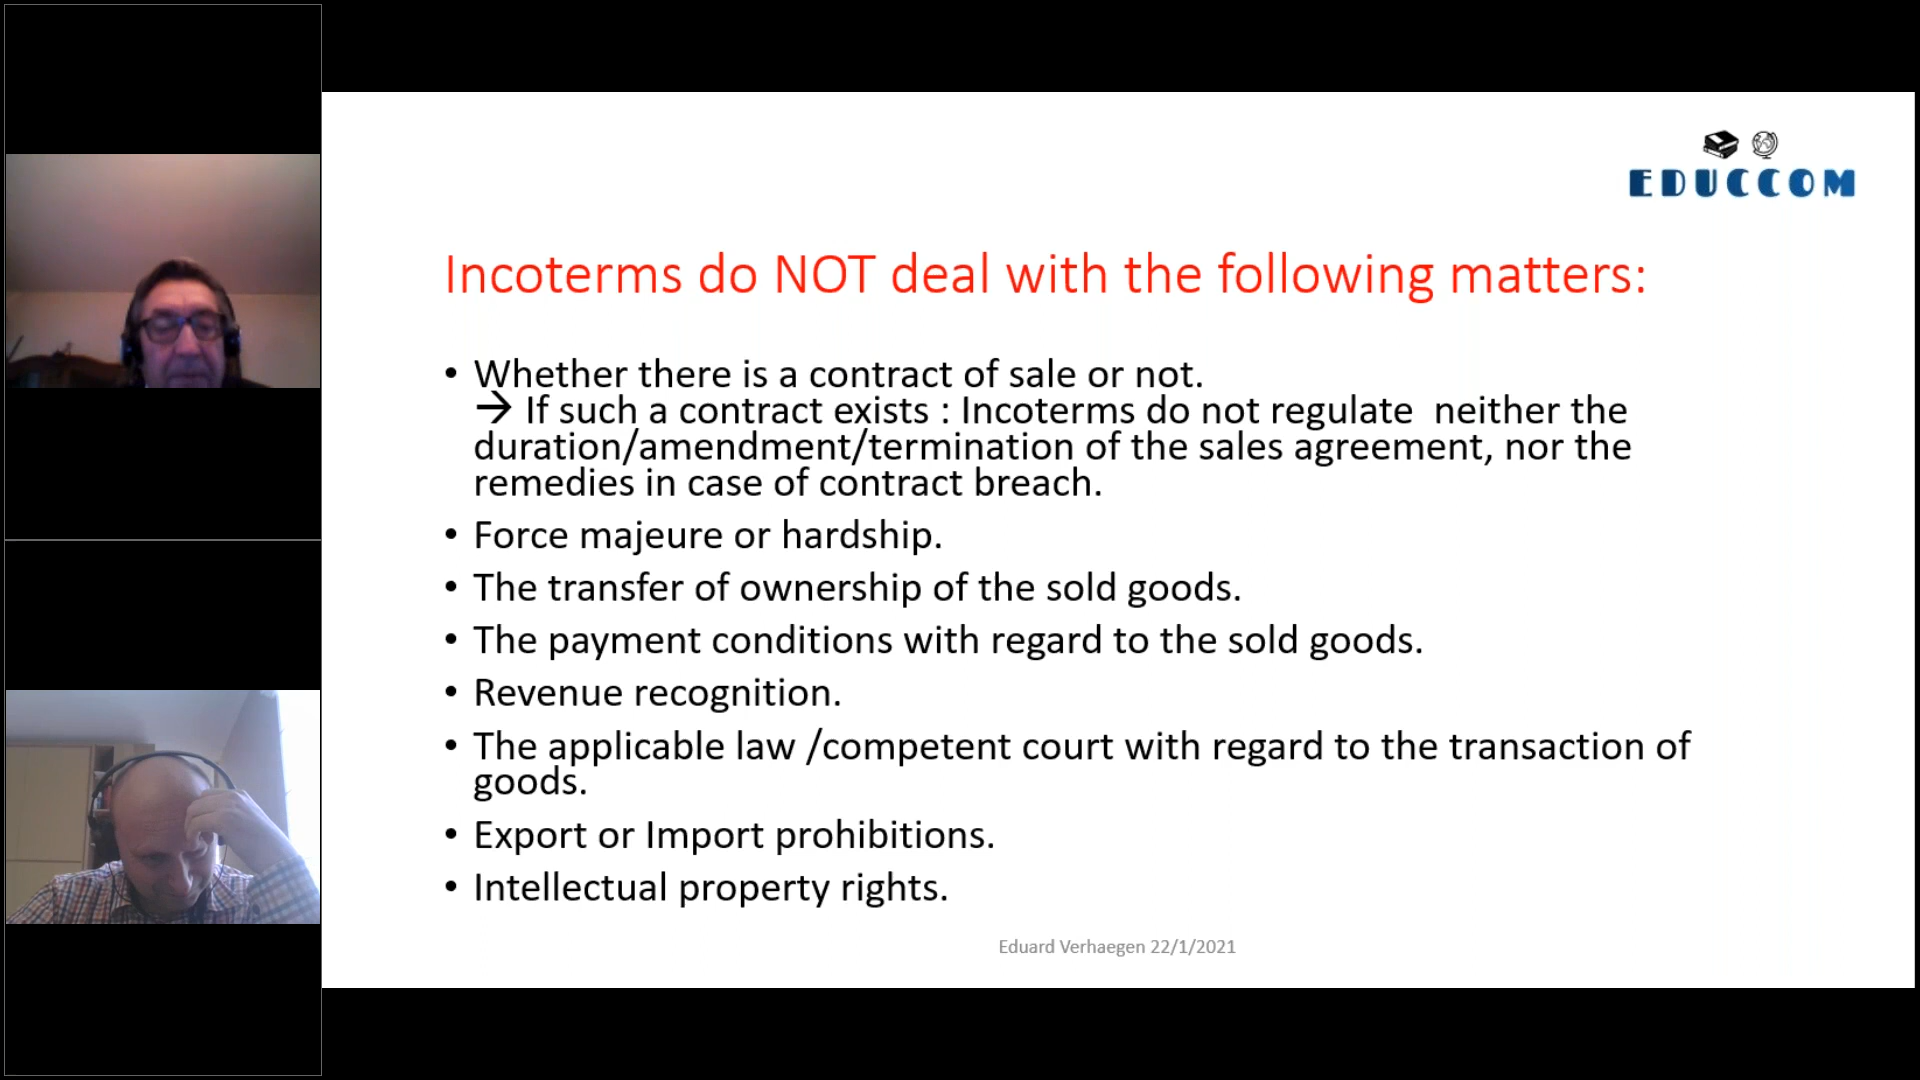 EDUCCOM
Incoterms do NOT deal with the following matters:
• Whether there is a contract of sale or not.
→ If such a contract exists : Incoterms do not regulate  neither the
duration/amendment/termination of the sales agreement, nor the
remedies in case of contract breach.
• Force majeure or hardship.
• The transfer of ownership of the sold goods.
• The payment conditions with regard to the sold goods.
• Revenue recognition.
• The applicable law /competent court with regard to the transaction of
goods.
• Export or Import prohibitions.
• Intellectual property rights.
Eduard Verhaegen 22/1/2021